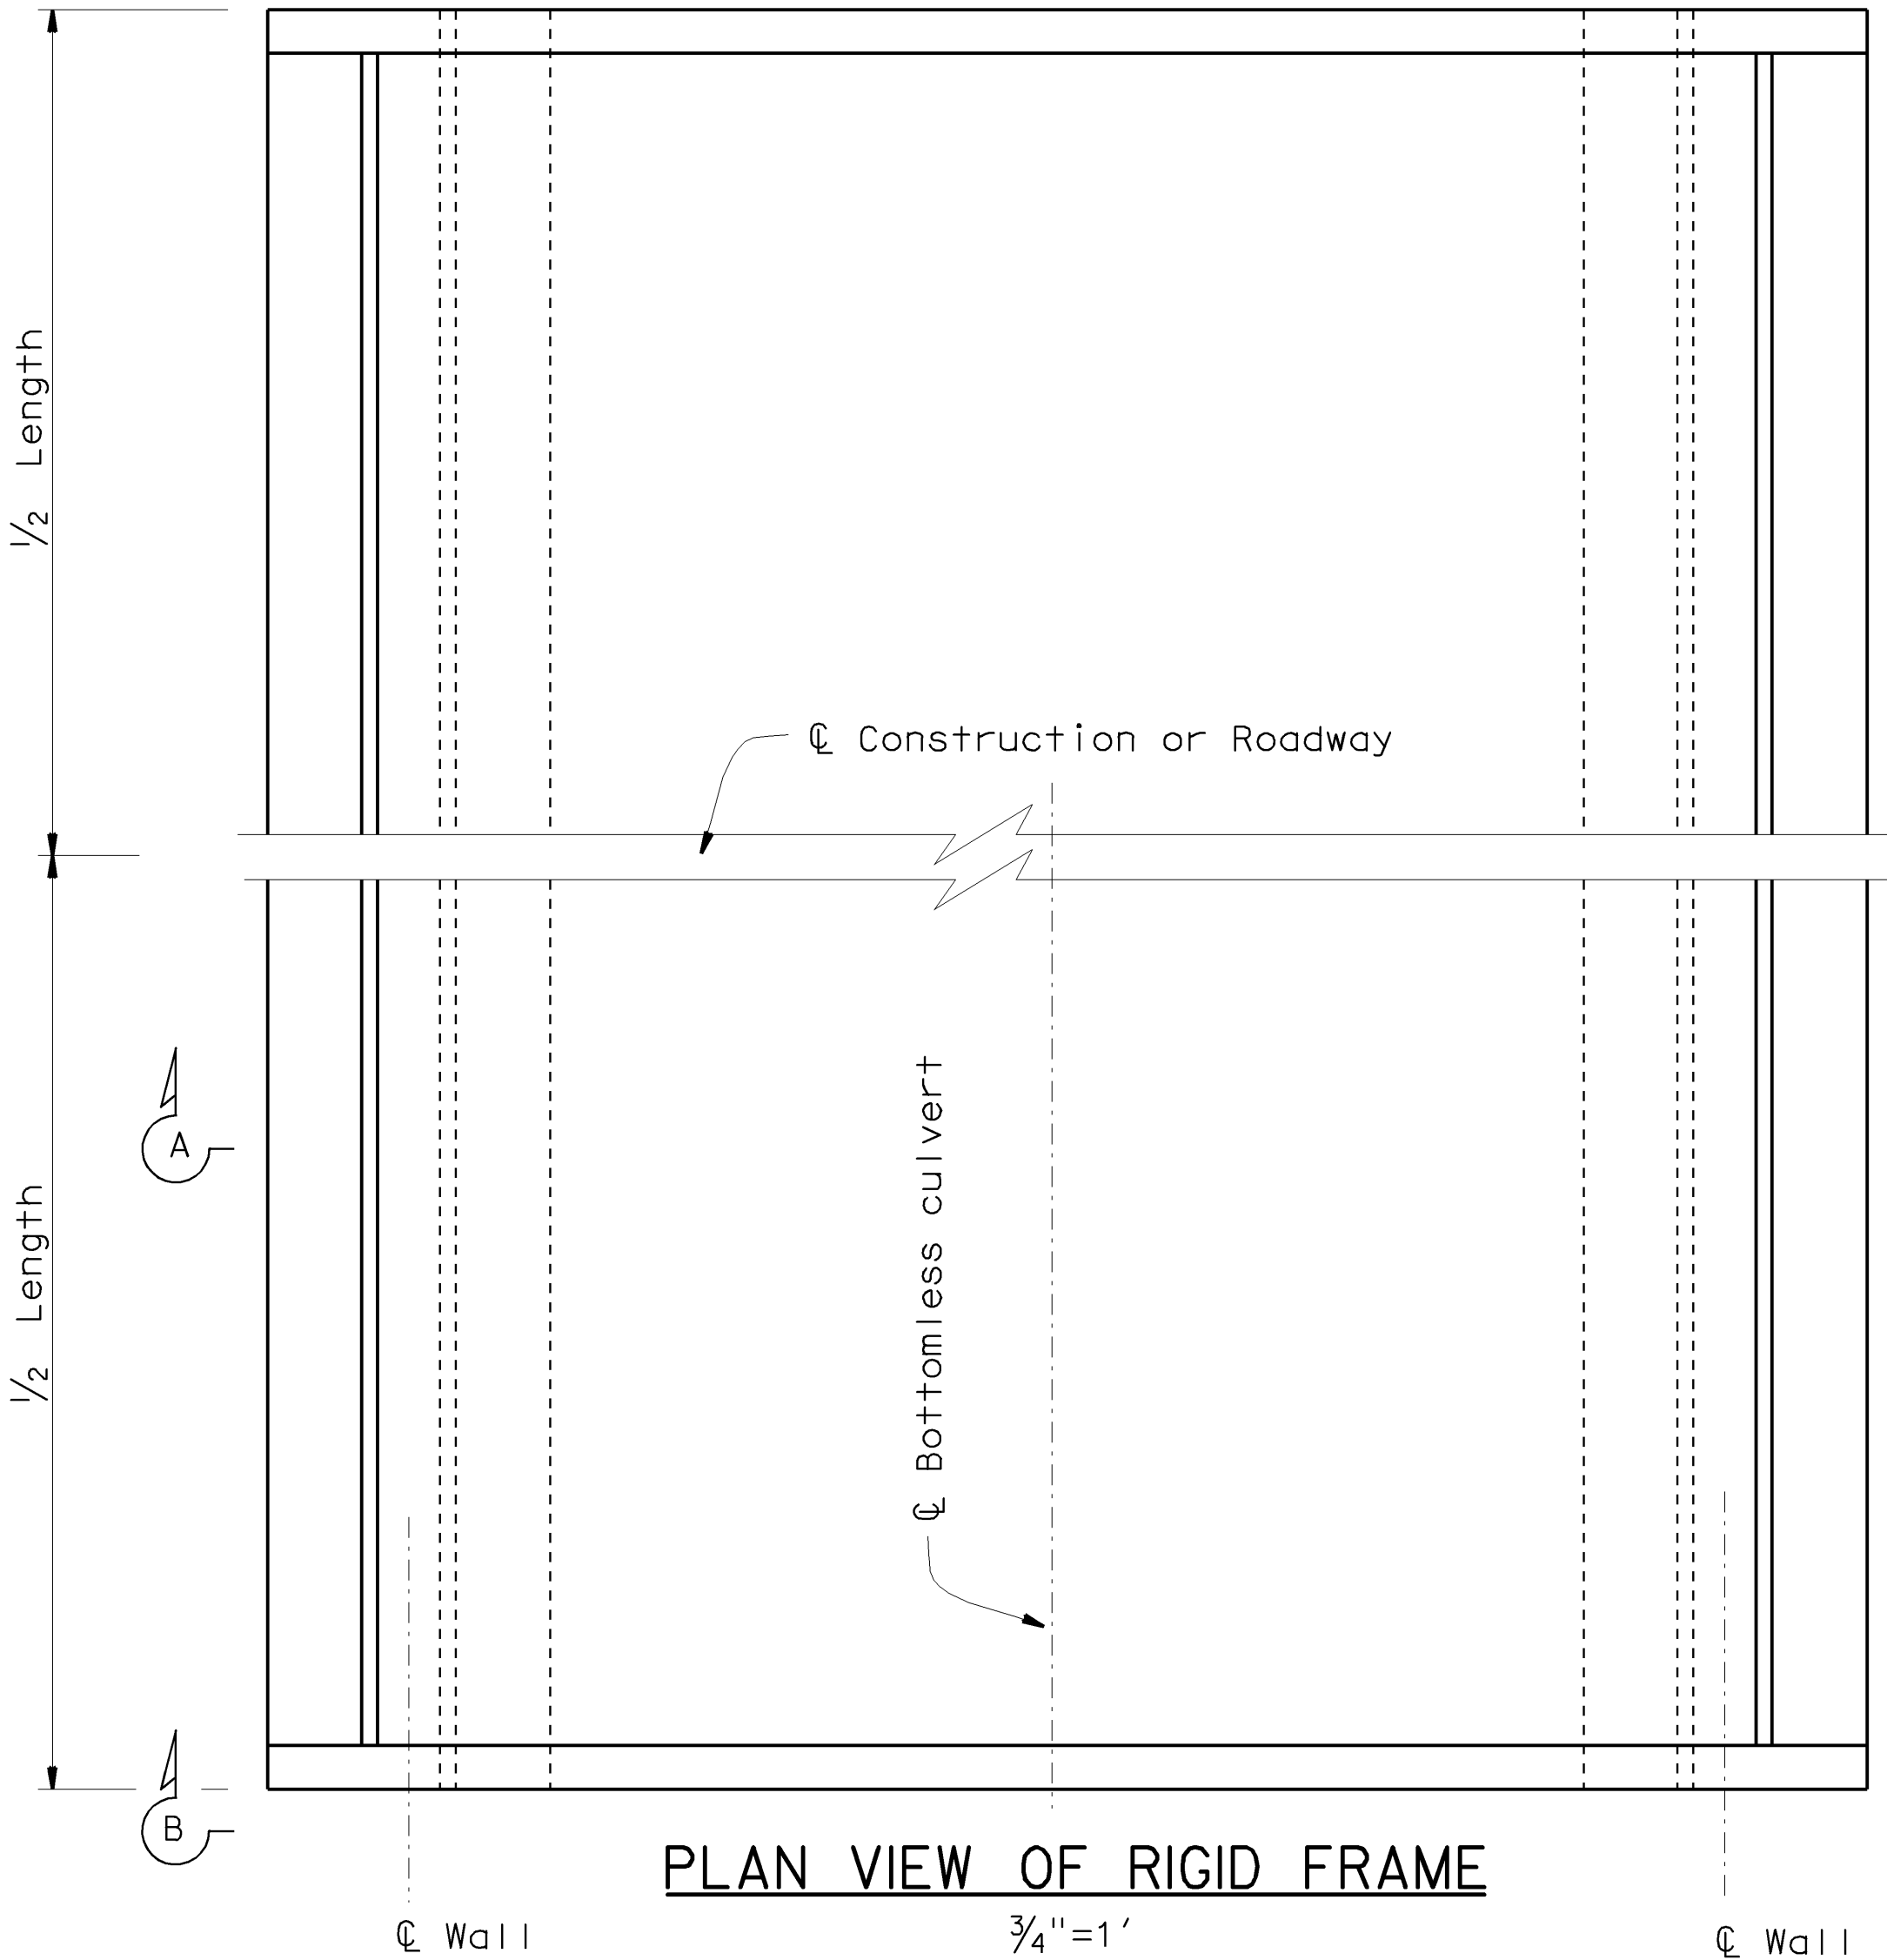 1/2 Length
℄ Construction or Roadway
A
℄ Bottomless culvert
1/2 Length
B
PLAN VIEW OF RIGID FRAME
3/4"=1'
℄ Wall
℄ Wall